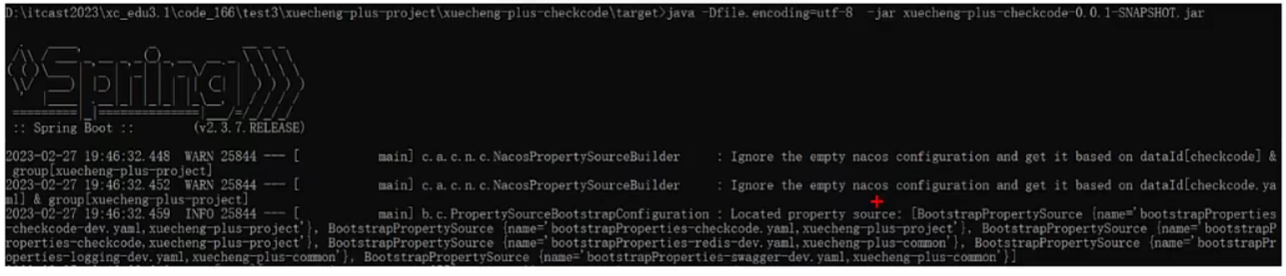 D:\itcast2023\xc_edu3.1\code_166\test3\xuecheng-plus-project\xuecheng-plus-checkcode\target>java -Dfile.encoding=utf-8  -jar xuecheng-plus-checkcode-0.0.1-SNAPSHOT.jar
Spring
:: Spring Boot ::        (v2.3.7.RELEASE)
2023-02-27 19:46:32.448  WARN 25844 --- [           main] c.a.c.n.c.NacosPropertySourceBuilder     : Ignore the empty nacos configuration and get it based on dataId[checkcode] &
group[xuecheng-plus-project]
2023-02-27 19:46:32.452  WARN 25844 --- [           main] c.a.c.n.c.NacosPropertySourceBuilder     : Ignore the empty nacos configuration and get it based on dataId[checkcode.ya
ml] & group[xuecheng-plus-project]
2023-02-27 19:46:32.459  INFO 25844 --- [           main] b.c.PropertySourceBootstrapConfiguration : Located property source: [BootstrapPropertySource {name='bootstrapProperties
-checkcode-dev.yaml,xuecheng-plus-project'}, BootstrapPropertySource {name='bootstrapProperties-checkcode.yaml,xuecheng-plus-project'}, BootstrapPropertySource {name='bootstrapP
roperties-checkcode,xuecheng-plus-project'}, BootstrapPropertySource {name='bootstrapProperties-redis-dev.yaml,xuecheng-plus-common'}, BootstrapPropertySource {name='bootstrapPr
operties-logging-dev.yaml,xuecheng-plus-common'}, BootstrapPropertySource {name='bootstrapProperties-swagger-dev.yaml,xuecheng-plus-common'}]